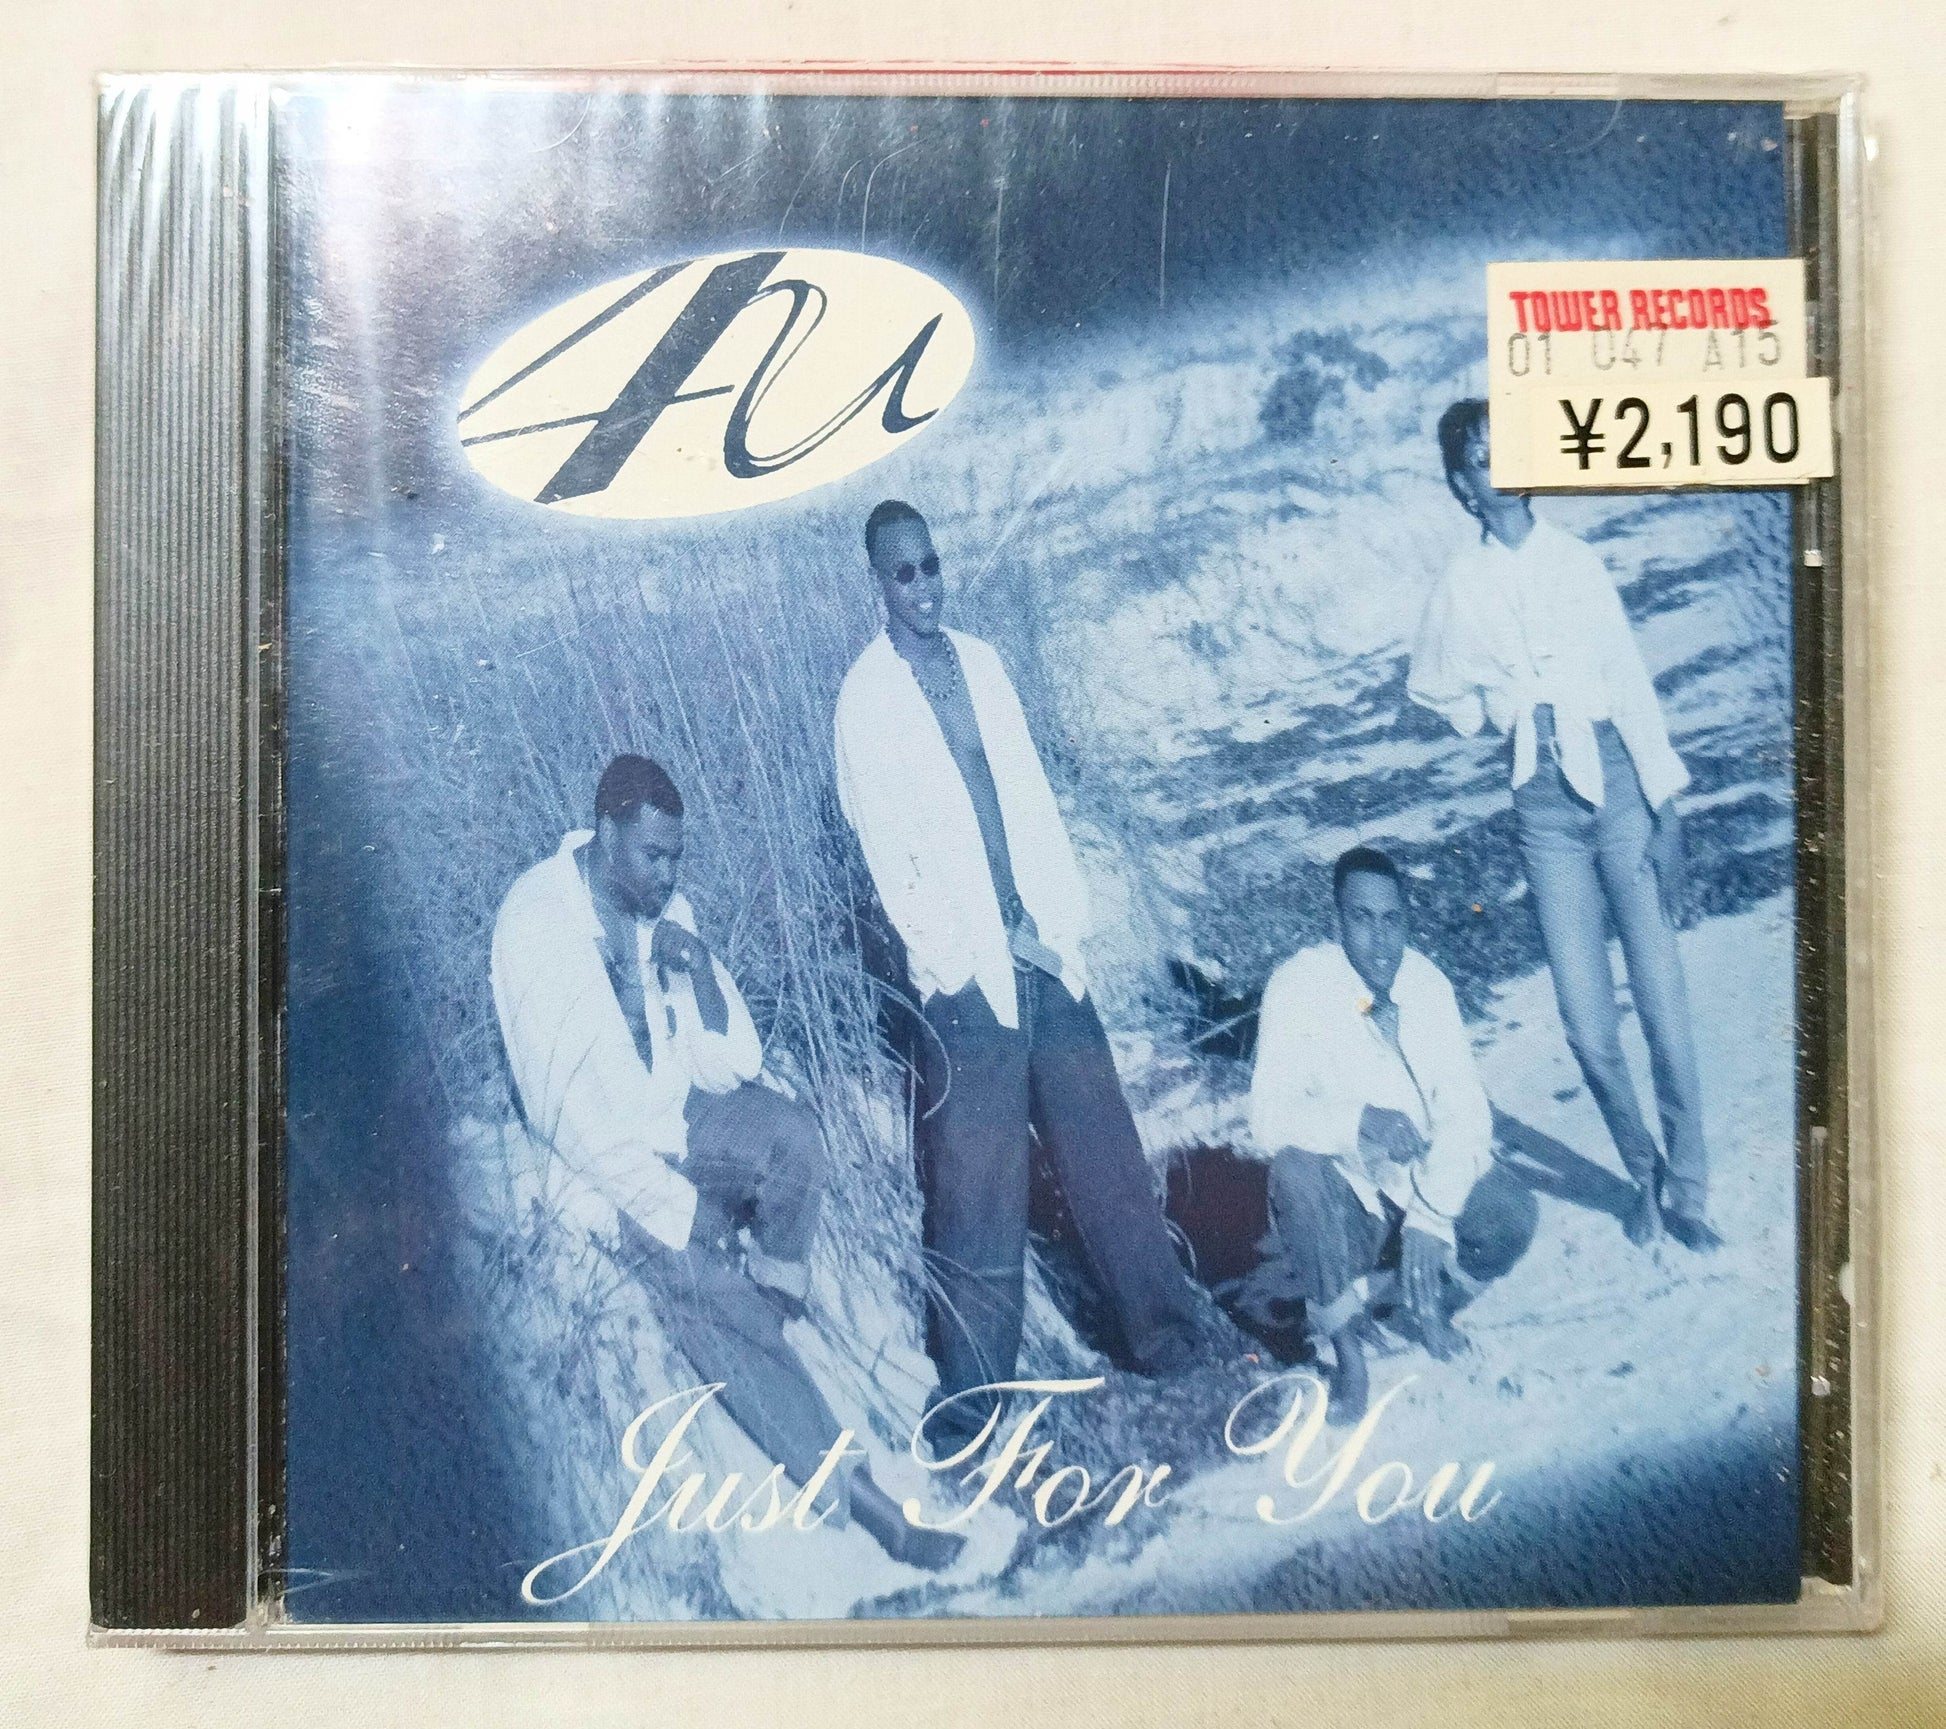 4u
TOWER RECORDS
01 047 A15
¥2,190
Just For You